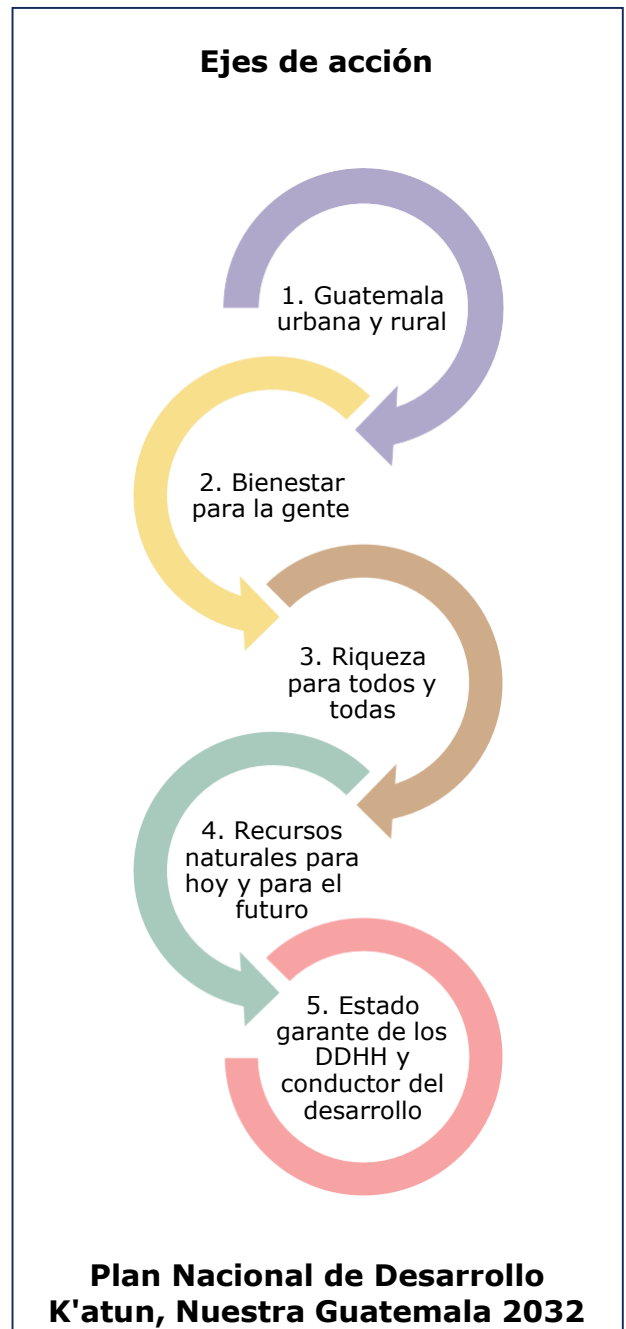 Ejes de acción
1. Guatemala
urbana y rural
2. Bienestar
para la gente
3. Riqueza
para todos y
todas
4. Recursos
naturales para
hoy y para el
futuro
5. Estado
garante de los
DDHH y
conductor del
desarrollo
Plan Nacional de Desarrollo
K'atun, Nuestra Guatemala 2032